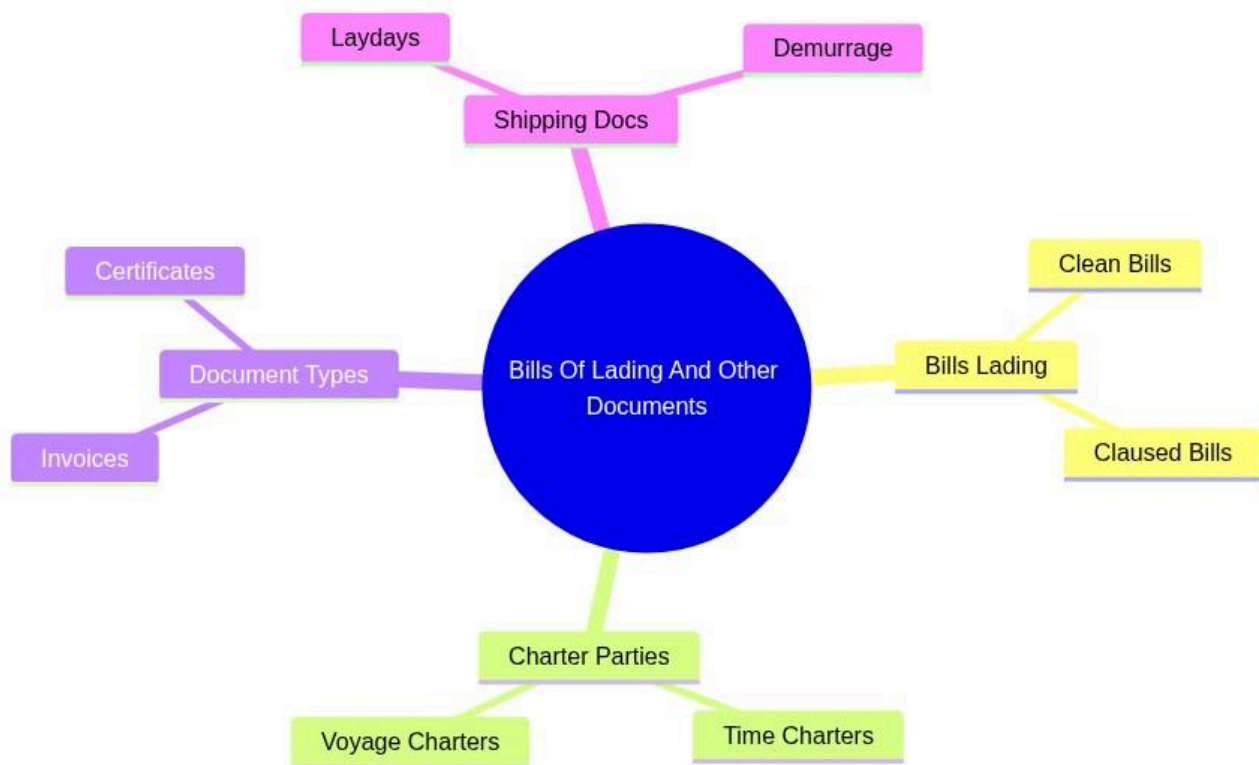 Laydays
Demurrage
Shipping Docs
Certificates
Clean Bills
Document Types
Bills Of Lading And Other
Documents
Bills Lading
Invoices
Claused Bills
Charter Parties
Voyage Charters
Time Charters